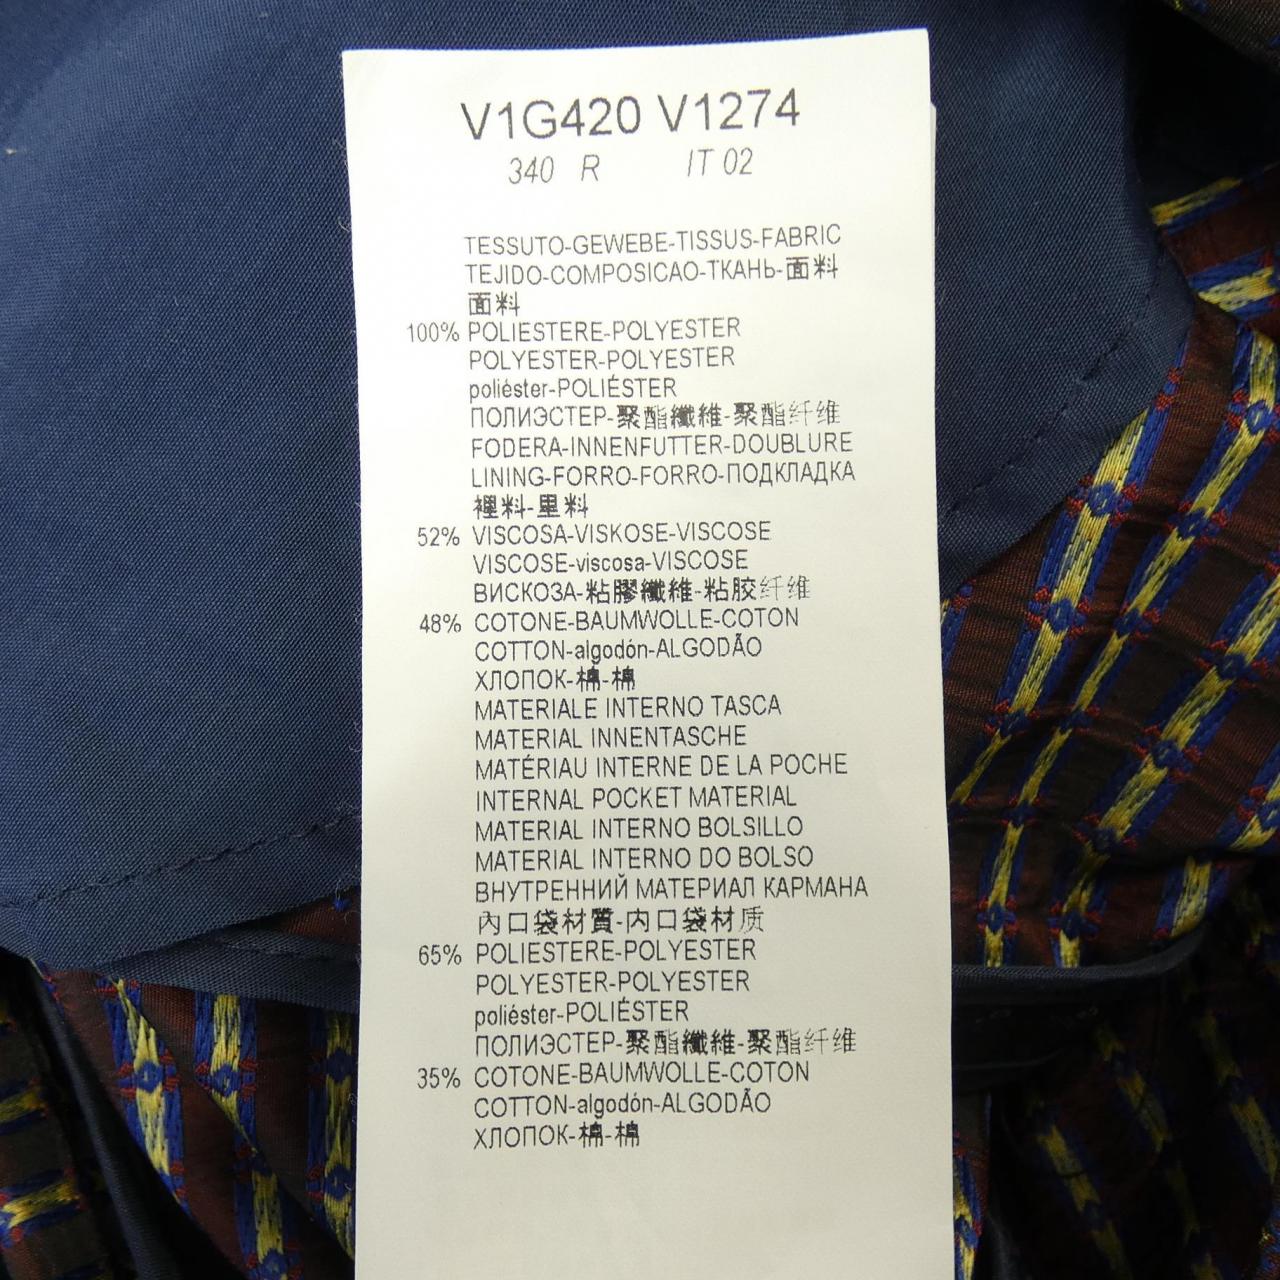 V1G420 V1274
340 R IT 02
TESSUTO-GEWEBE-TISSUS-FABRIC
TEJIDO-COMPOSICAO-ТКАНЬ-面料
面料
100% POLIESTERE-POLYESTER
POLYESTER-POLYESTER
poliéster-POLIÉSTER
ПОЛИЭСТЕР-聚酯纖維-聚酯纤维
FODERA-INNENFUTTER-DOUBLURE
LINING-FORRO-FORRO-ПОДКЛАДКА
裡料-里料
52% VISCOSA-VISKOSE-VISCOSE
VISCOSE-viscosa-VISCOSE
ВИСКОЗА-粘膠纖維-粘胶纤维
48% COTONE-BAUMWOLLE-COTON
COTTON-algodón-ALGODÃO
ХЛОПОК-棉-棉
MATERIALE INTERNO TASCA
MATERIAL INNENTASCHE
MATÉRIAU INTERNE DE LA POCHE
INTERNAL POCKET MATERIAL
MATERIAL INTERNO BOLSILLO
MATERIAL INTERNO DO BOLSO
ВНУТРЕННИЙ МАТЕРИАЛ КАРМАНА
內口袋材質-内口袋材质
65% POLIESTERE-POLYESTER
POLYESTER-POLYESTER
poliéster-POLIÉSTER
ПОЛИЭСТЕР-聚酯纖維-聚酯纤维
35% COTONE-BAUMWOLLE-COTON
COTTON-algodón-ALGODÃO
ХЛОПОК-棉-棉